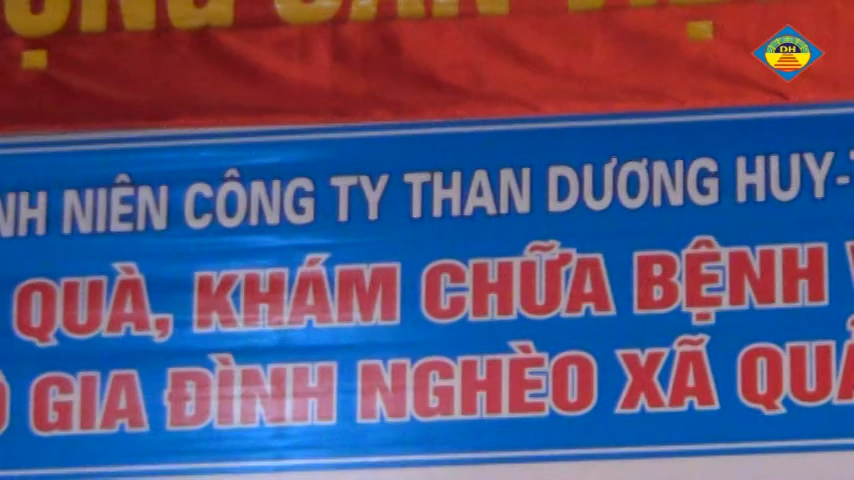 DH
NH NIÊN CÔNG TY THAN DƯƠNG HUY-
QUÀ, KHÁM CHỮA BỆNH
GIA ĐÌNH NGHÈO XÃ QUẢ